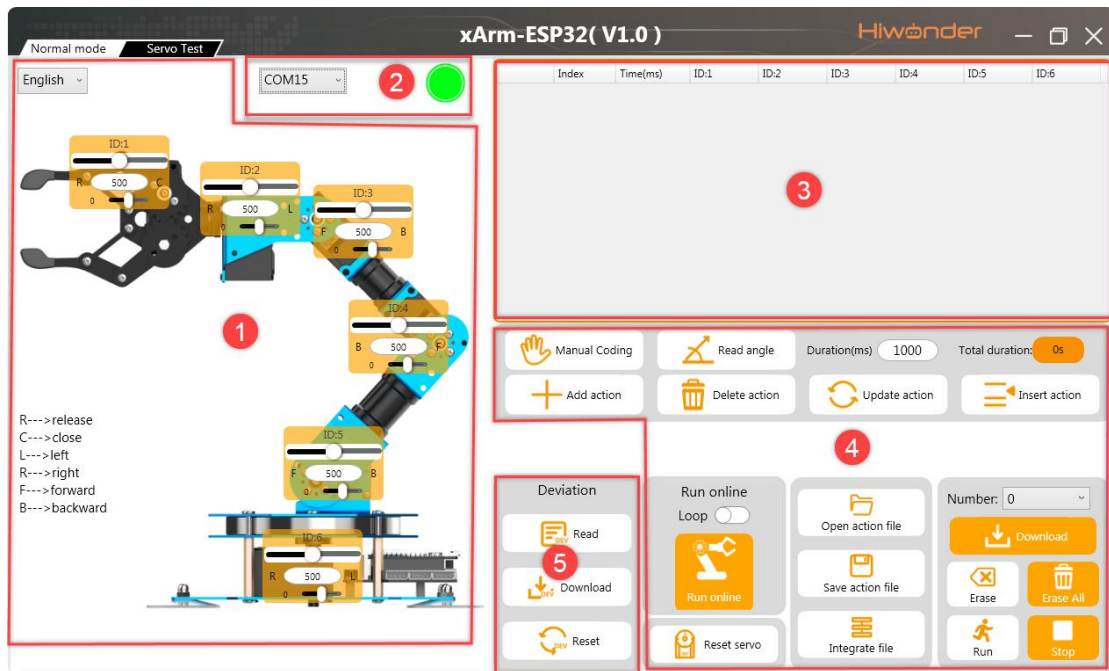 xArm-ESP32( V1.0 )
Hiwonder
Normal mode
Servo Test
English
COM15
2
Index Time(ms) ID:1 ID:2 ID:3 ID:4 ID:5 ID:6
3
ID:1
R 500 C
0
ID:2
R 500 L
0
ID:3
F 500 B
0
1
ID:4
B 500 F
0
R--->release
C--->close
L--->left
R--->right
F--->forward
B--->backward
ID:5
F 500 B
0
ID:6
R 500 L
0
Manual Coding
Read angle
Duration(ms) 1000
Total duration: 0s
Add action
Delete action
Update action
Insert action
4
Deviation
DEV Read
5
DEV Download
DEV Reset
Run online
Loop
Run online
Reset servo
Open action file
Save action file
Integrate file
Number: 0
Download
Erase
Erase All
Run
Stop